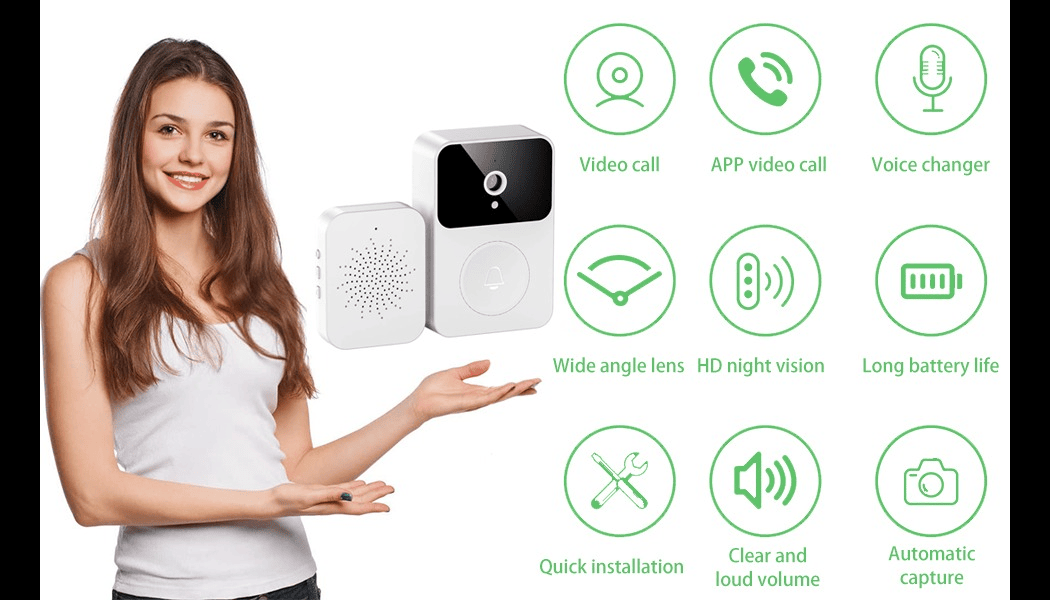 Video call
APP video call
Voice changer
Wide angle lens
HD night vision
Long battery life
Quick installation
Clear and
loud volume
Automatic
capture